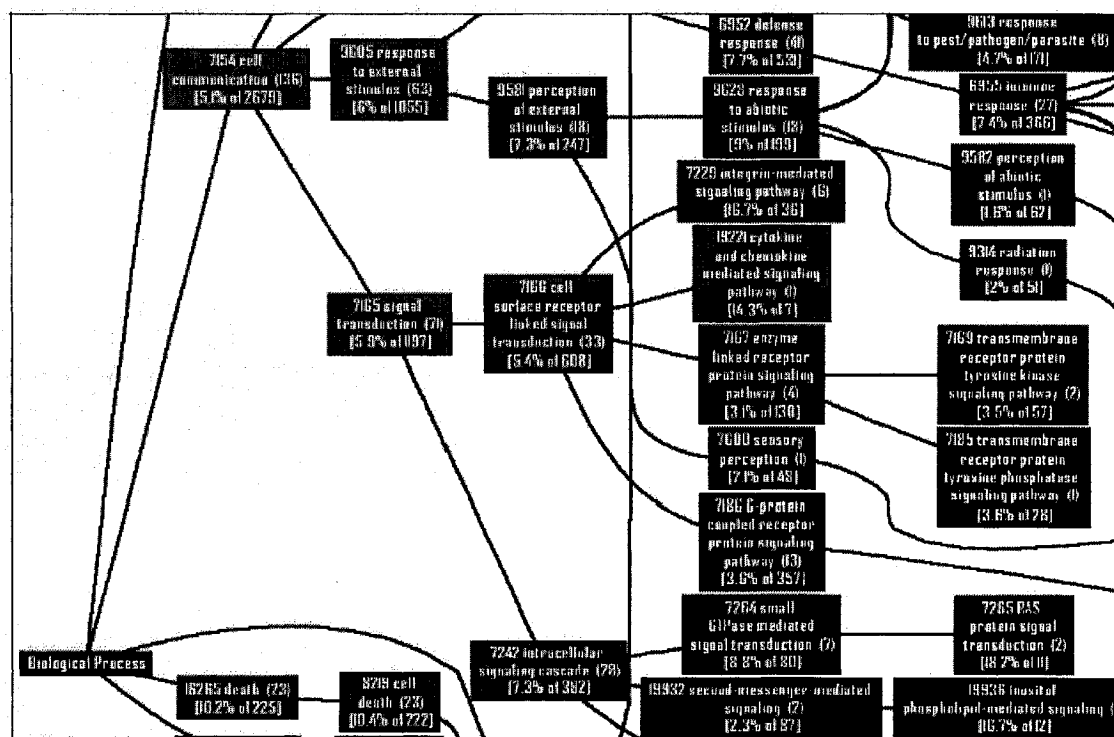 7154 cell
communication (136)
[5.1% of 2679]
9605 response
to external
stimulus (63)
[6% of 1055]
9581 perception
of external
stimulus (18)
[7.3% of 247]
6952 defense
response (41)
[7.7% of 531]
9613 response
to pest/pathogen/parasite (8)
[4.7% of 171]
9628 response
to abiotic
stimulus (18)
[9% of 199]
6955 immune
response (27)
[7.4% of 366]
9582 perception
of abiotic
stimulus (1)
[1.6% of 62]
7229 integrin-mediated
signaling pathway (6)
[16.7% of 36]
19221 cytokine
and chemokine
mediated signaling
pathway (1)
[14.3% of 7]
9314 radiation
response (1)
[2% of 51]
7165 signal
transduction (71)
[5.9% of 1197]
7166 cell
surface receptor
linked signal
transduction (33)
[5.4% of 608]
7167 enzyme
linked receptor
protein signaling
pathway (4)
[3.1% of 130]
7169 transmembrane
receptor protein
tyrosine kinase
signaling pathway (2)
[3.5% of 57]
7185 transmembrane
receptor protein
tyrosine phosphatase
signaling pathway (1)
[3.6% of 28]
7600 sensory
perception (1)
[2.1% of 48]
7186 G-protein
coupled receptor
protein signaling
pathway (13)
[3.6% of 357]
7264 small
GTPase mediated
signal transduction (7)
[8.8% of 80]
7265 RAS
protein signal
transduction (2)
[18.2% of 11]
Biological Process
16265 death (23)
[10.2% of 225]
8219 cell
death (23)
[10.4% of 222]
7242 intracellular
signaling cascade (28)
[7.3% of 382]
19932 second-messenger-mediated
signaling (2)
[2.3% of 87]
19936 inositol
phospholipid-mediated signaling (
[16.7% of 12]